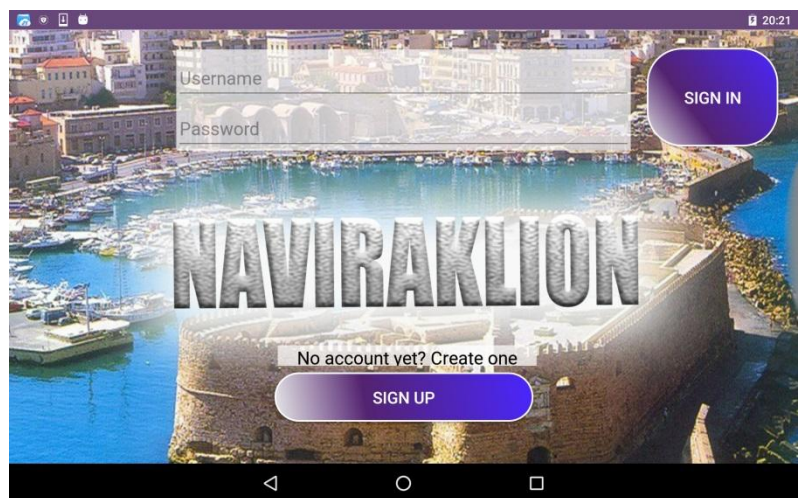 20:21
Username
SIGN IN
Password
NAVIRAKLION
No account yet? Create one
SIGN UP